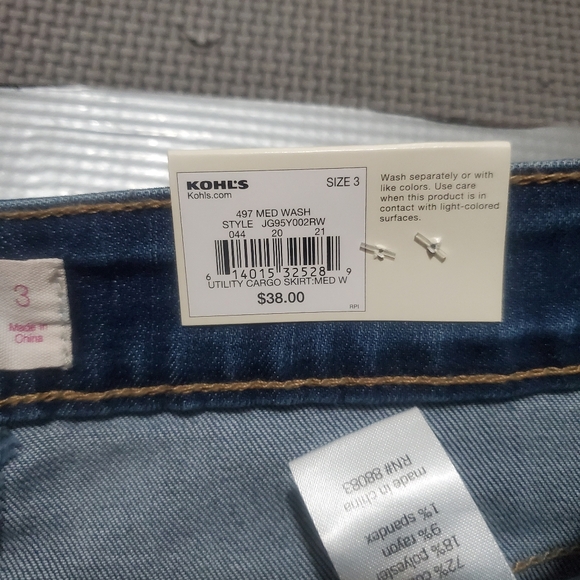 KOHL'S
Kohls.com
SIZE 3
497 MED WASH
STYLE JG95Y002RW
044 20 21
6 14015 32528 9
UTILITY CARGO SKIRT:MED W
$38.00
RPI
Wash separately or with
like colors. Use care
when this product is in
contact with light-colored
surfaces.
3
Made in
China
72%
18% polyester
9% rayon
1% spandex
RN# 88083
made in china